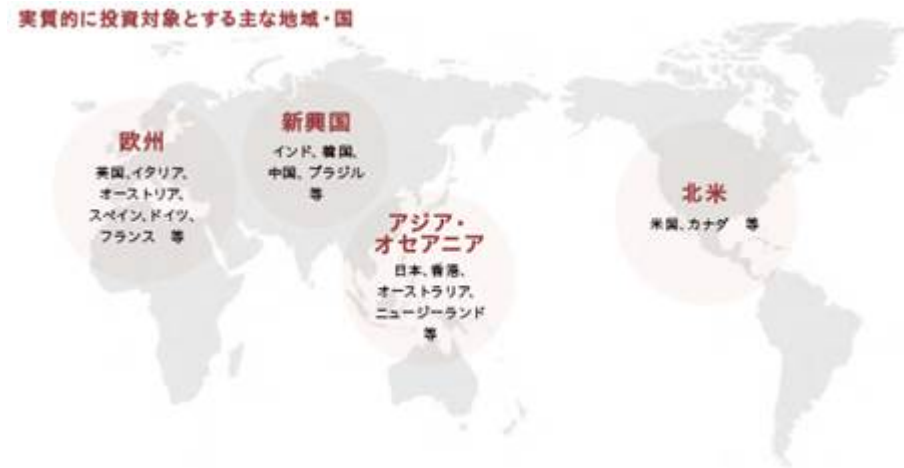 実質的に投資対象とする主な地域・国
欧州
英国、イタリア、
オーストリア、
スペイン、ドイツ、
フランス 等
新興国
インド、韓国、
中国、ブラジル
等
アジア・
オセアニア
日本、香港、
オーストラリア、
ニュージーランド
等
北米
米国、カナダ 等